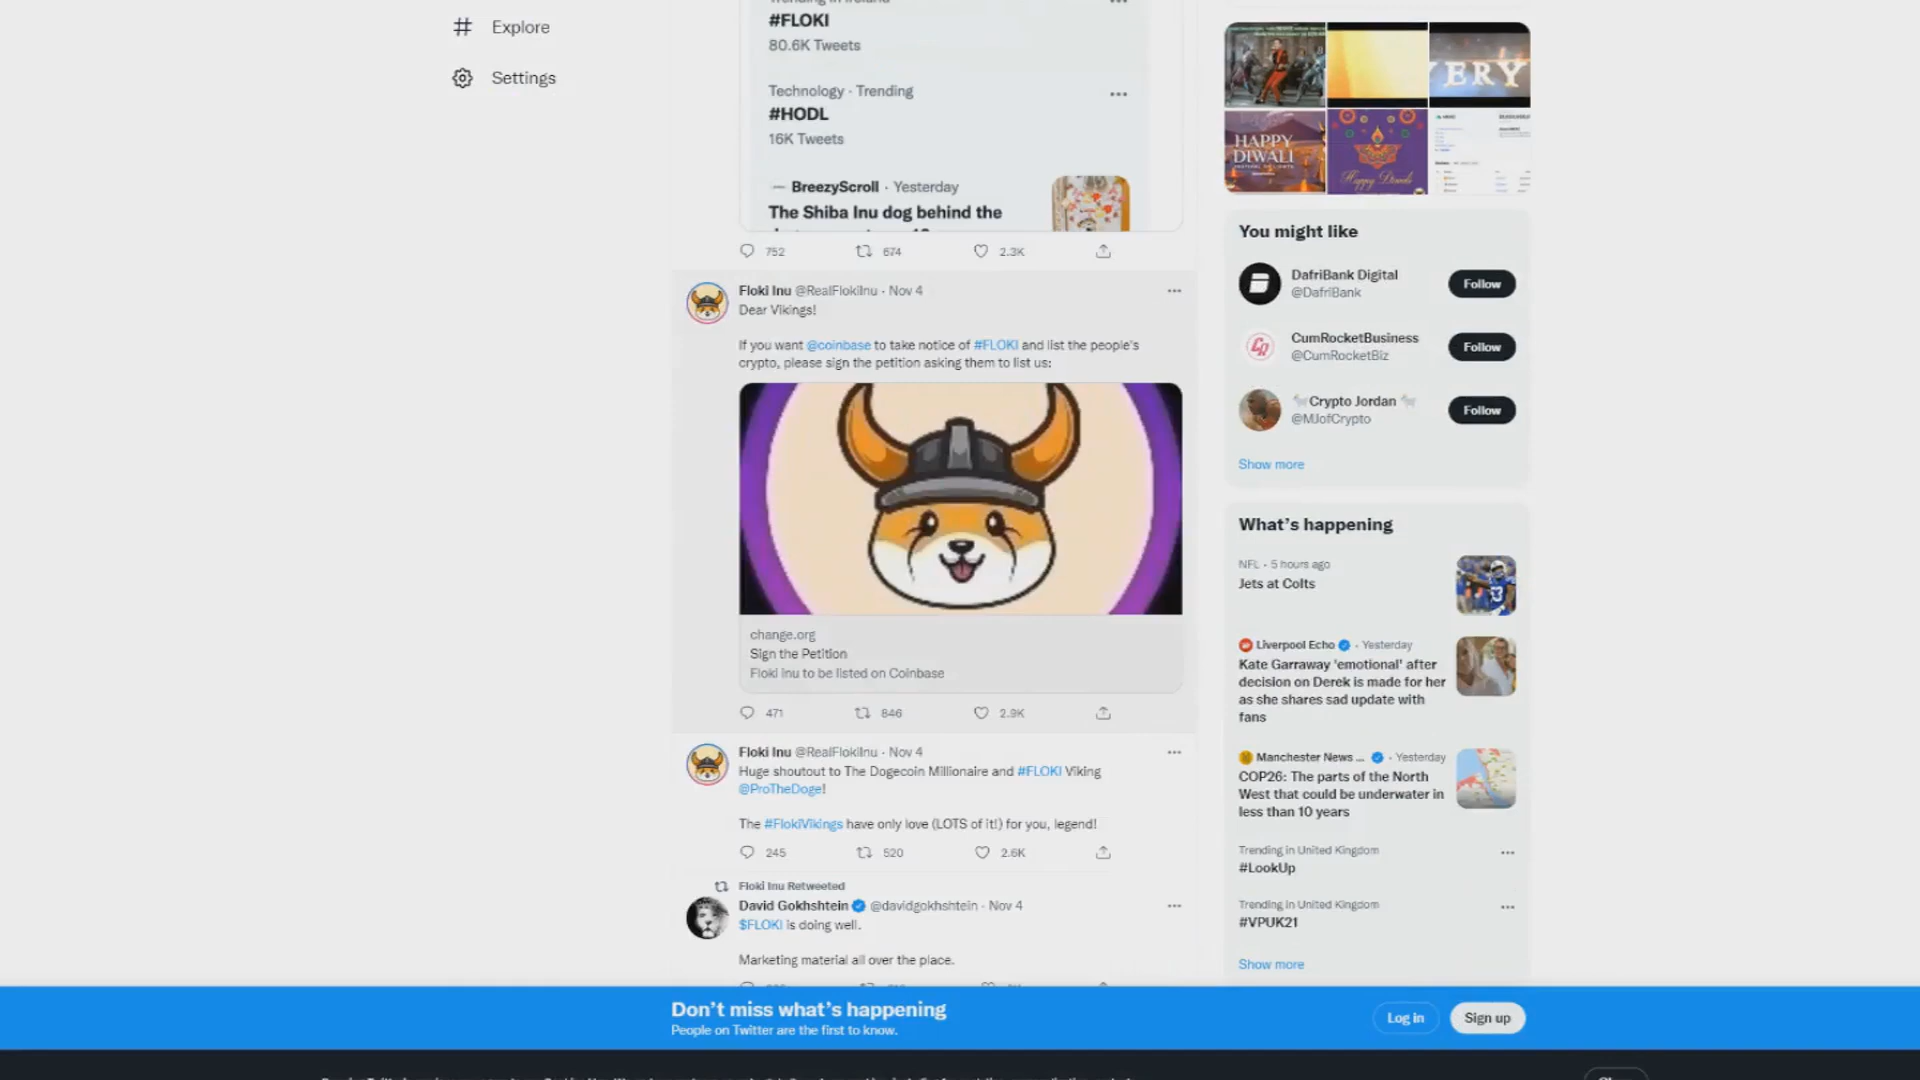 Explore
Settings
#FLOKI
80.6K Tweets
Technology · Trending
#HODL
16K Tweets
BreezyScroll · Yesterday
The Shiba Inu dog behind the
752 674 2.3K
Floki Inu @RealFlokiInu · Nov 4
Dear Vikings!
If you want @coinbase to take notice of #FLOKI and list the people's
crypto, please sign the petition asking them to list us:
change.org
Sign the Petition
Floki inu to be listed on Coinbase
471 846 2.9K
Floki Inu @RealFlokiInu · Nov 4
Huge shoutout to The Dogecoin Millionaire and #FLOKI Viking
@ProTheDoge!
The #FlokiVikings have only love (LOTS of it!) for you, legend!
245 520 2.6K
Floki Inu Retweeted
David Gokhshtein @davidgokhshtein · Nov 4
$FLOKI is doing well.
Marketing material all over the place.
ERY
HAPPY
DIWALI
Happy Diwali
You might like
DafriBank Digital
@DafriBank
Follow
CumRocketBusiness
@CumRocketBiz
Follow
Crypto Jordan
@MJofCrypto
Follow
Show more
What's happening
NFL · 5 hours ago
Jets at Colts
Liverpool Echo · Yesterday
Kate Garraway 'emotional' after
decision on Derek is made for her
as she shares sad update with
fans
Manchester News ... · Yesterday
COP26: The parts of the North
West that could be underwater in
less than 10 years
Trending in United Kingdom
#LookUp
Trending in United Kingdom
#VPUK21
Show more
Don't miss what's happening
People on Twitter are the first to know.
Log in
Sign up